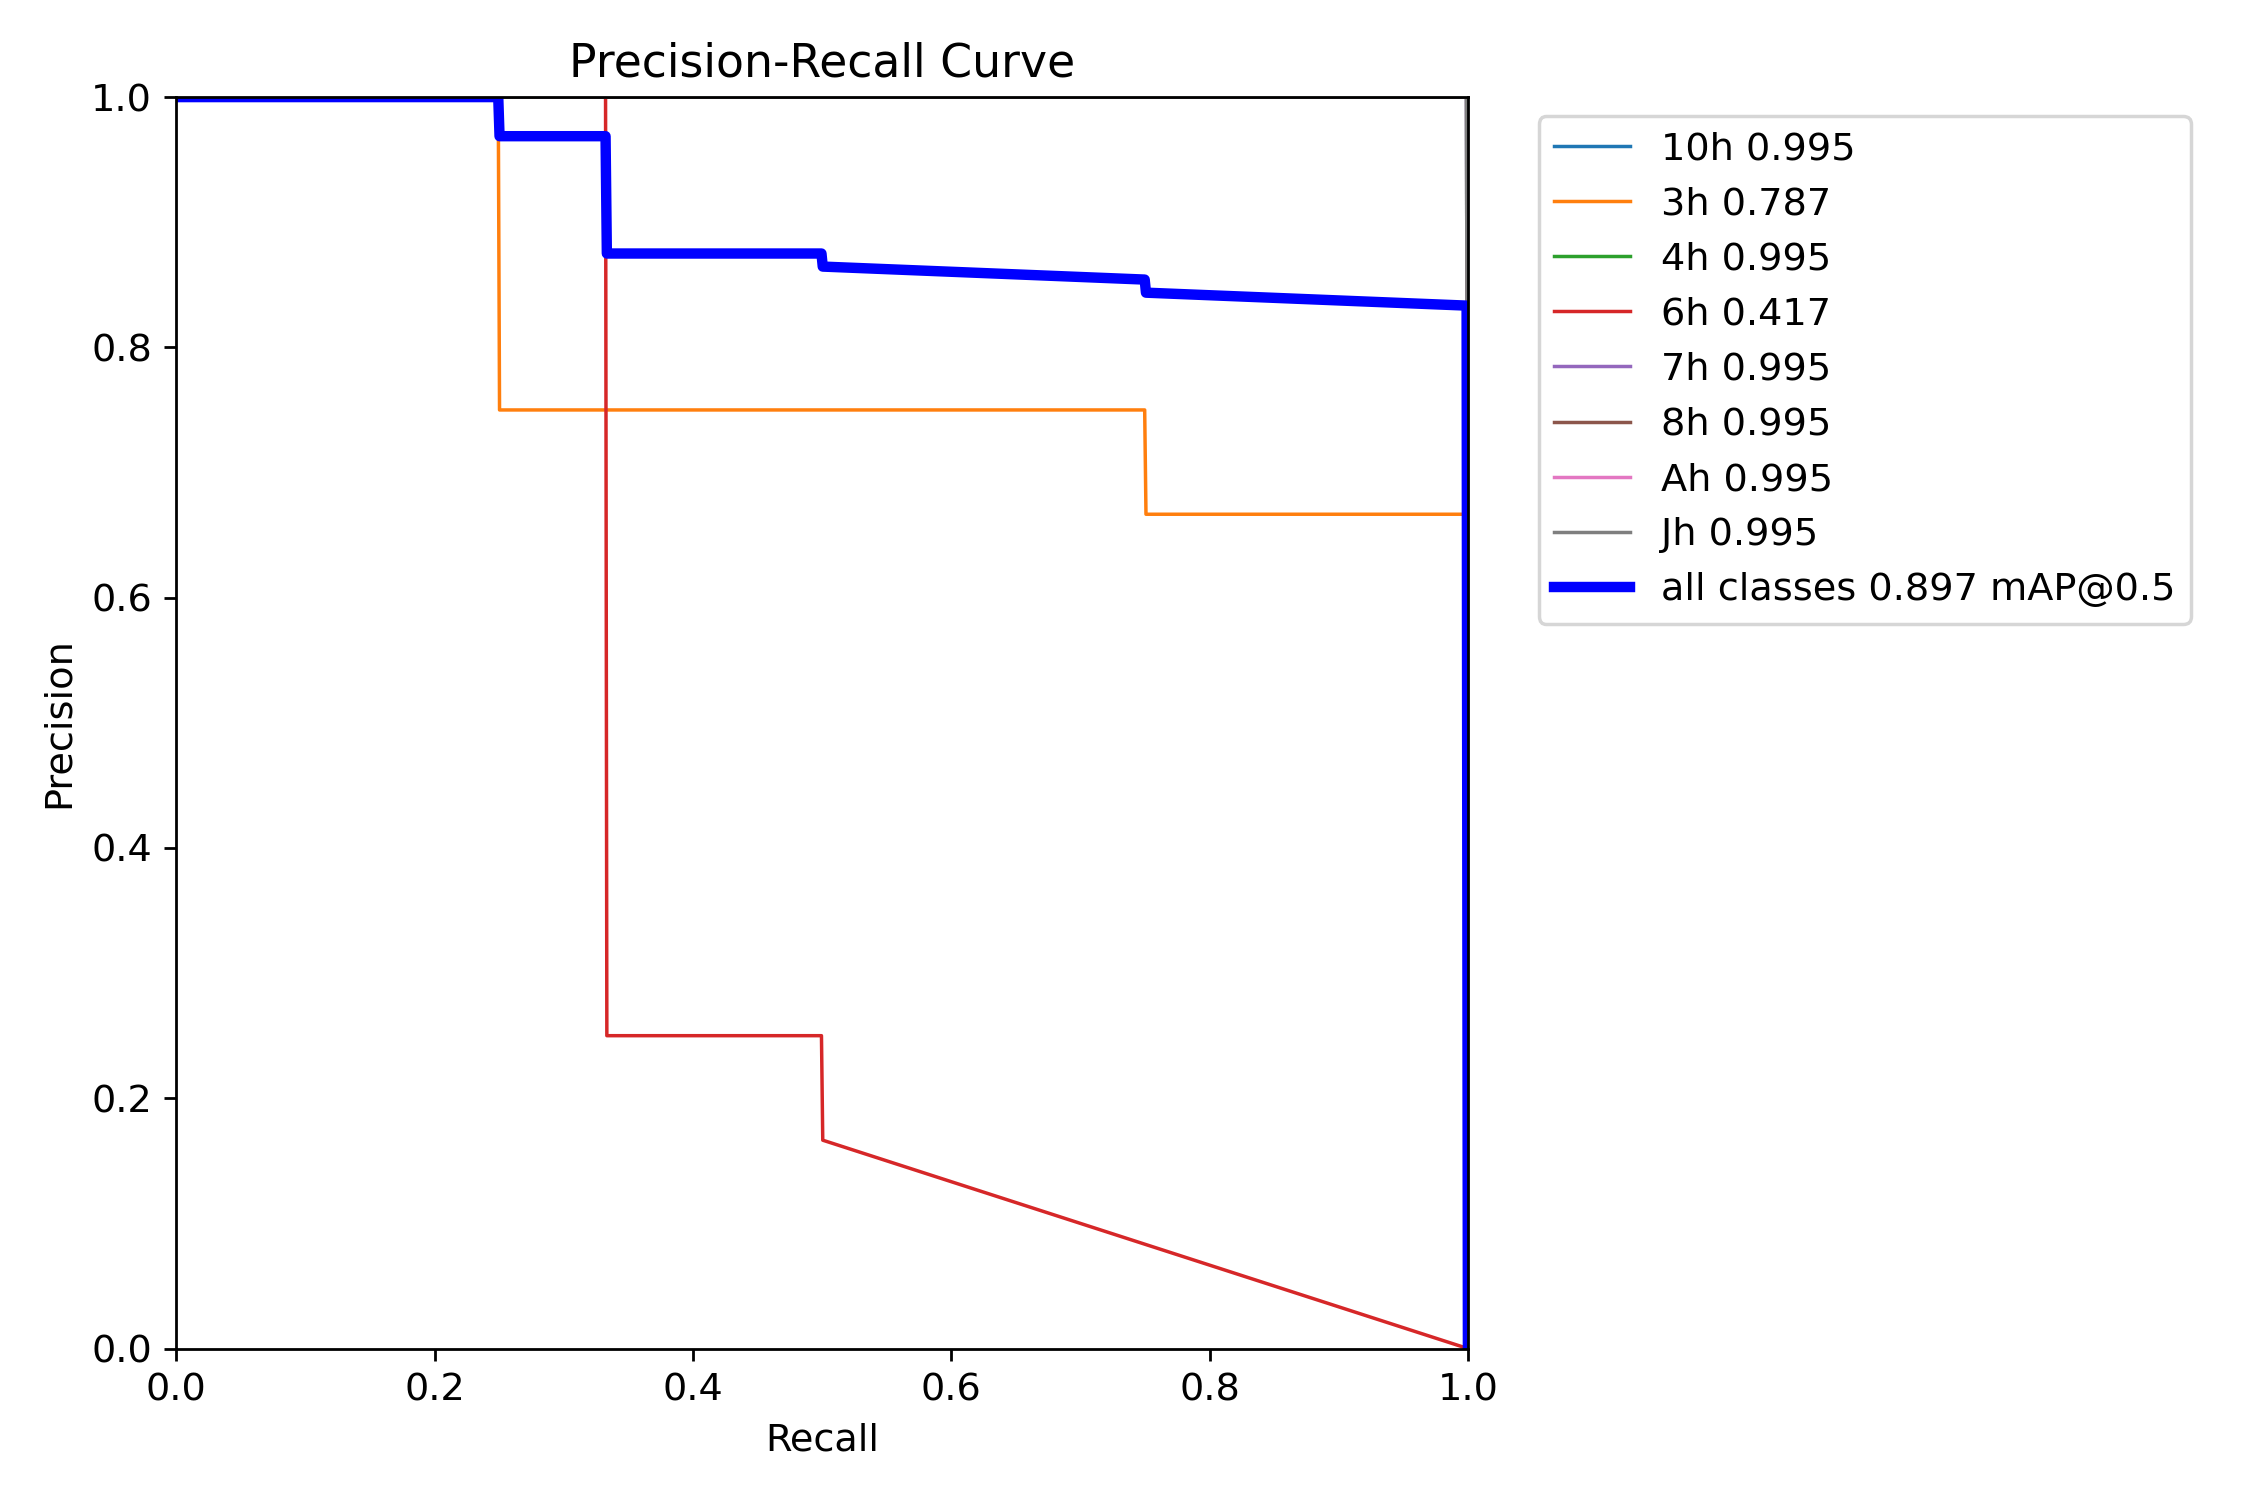 Precision-Recall Curve
1.0
0.8
0.6
0.4
0.2
0.0
Precision
0.0 0.2 0.4 0.6 0.8 1.0
Recall
10h 0.995
3h 0.787
4h 0.995
6h 0.417
7h 0.995
8h 0.995
Ah 0.995
Jh 0.995
all classes 0.897 mAP@0.5